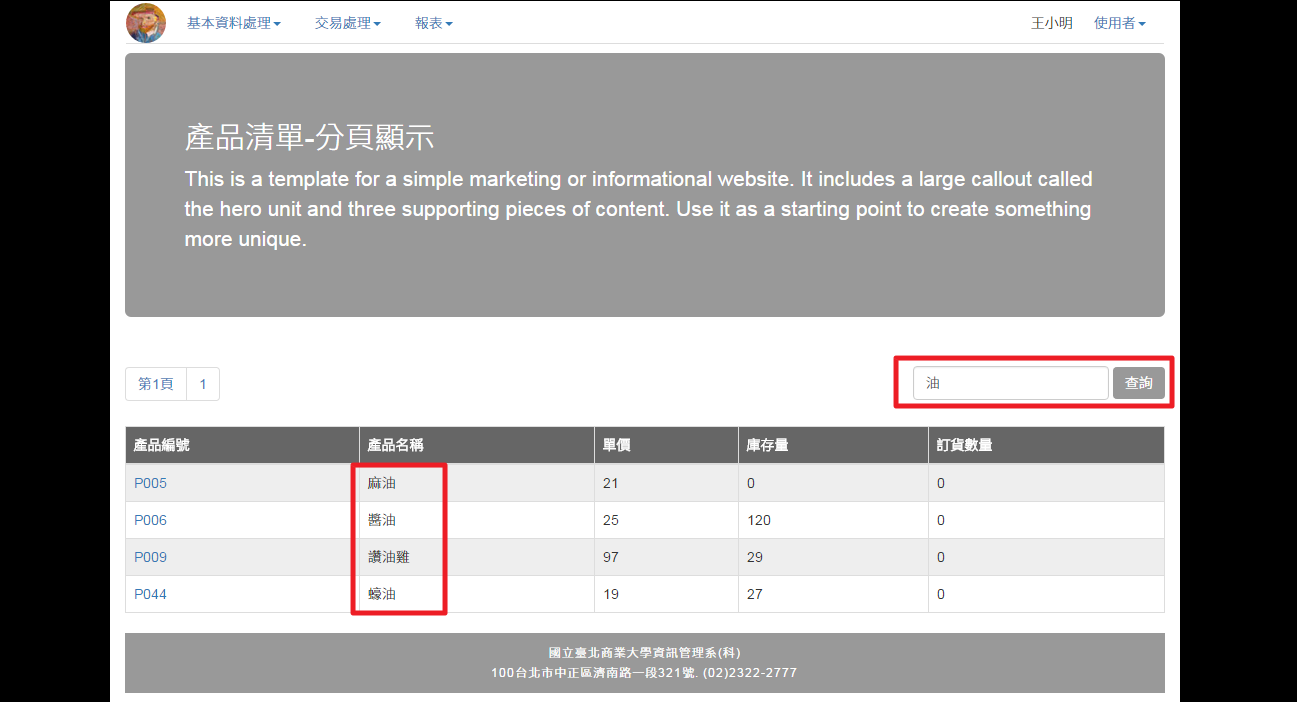 基本資料處理 交易處理 報表 王小明 使用者
產品清單-分頁顯示
This is a template for a simple marketing or informational website. It includes a large callout called
the hero unit and three supporting pieces of content. Use it as a starting point to create something
more unique.
第1頁 1 油 查詢
產品編號 產品名稱 單價 庫存量 訂貨數量
P005 麻油 21 0 0
P006 醬油 25 120 0
P009 讚油雞 97 29 0
P044 蠔油 19 27 0
國立臺北商業大學資訊管理系(科)
100台北市中正區濟南路一段321號. (02)2322-2777